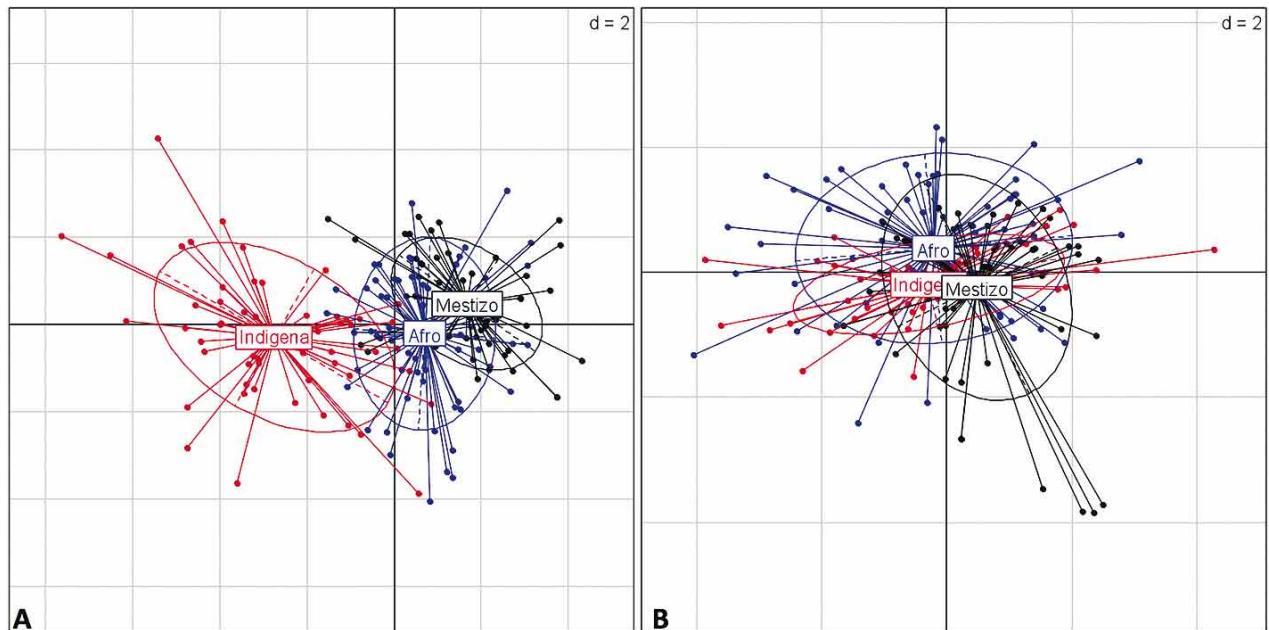 d = 2
Mestizo
Indigena
Afro
A
d = 2
Afro
Indige
Mestizo
B